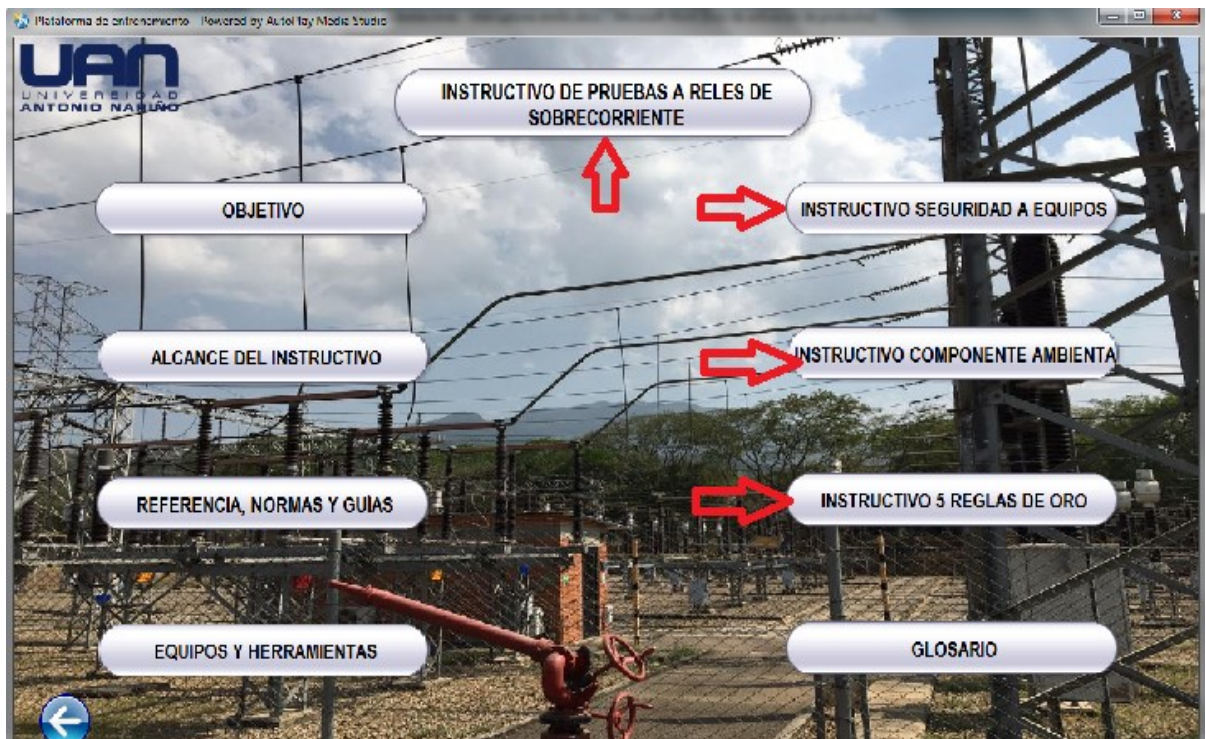 Plataforma de entrenamiento - Powered by AutoPlay Media Studio
UAN
UNIVERSIDAD
ANTONIO NARIÑO
INSTRUCTIVO DE PRUEBAS A RELES DE
SOBRECORRIENTE
OBJETIVO
INSTRUCTIVO SEGURIDAD A EQUIPOS
ALCANCE DEL INSTRUCTIVO
INSTRUCTIVO COMPONENTE AMBIENTA
REFERENCIA, NORMAS Y GUÍAS
INSTRUCTIVO 5 REGLAS DE ORO
EQUIPOS Y HERRAMIENTAS
GLOSARIO